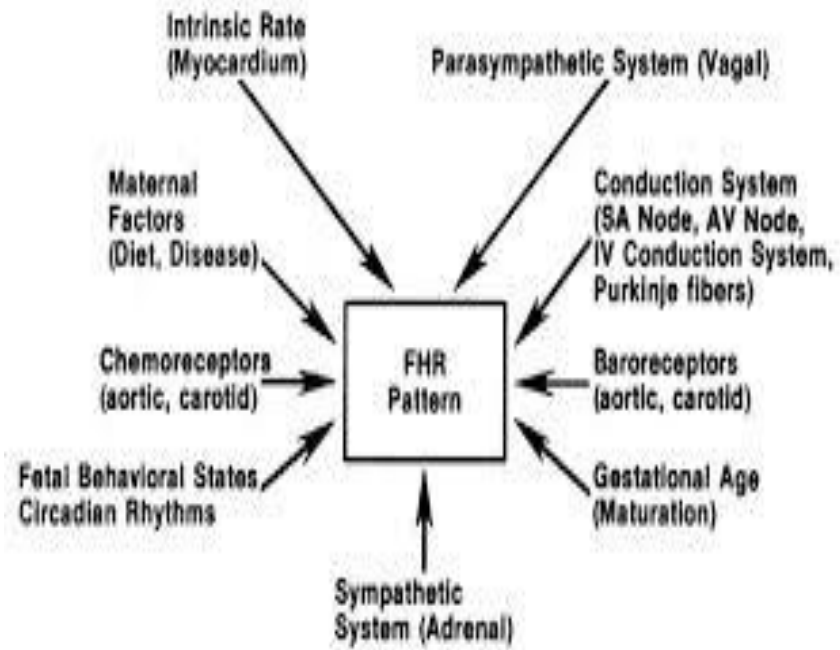 Intrinsic Rate
(Myocardium)
Parasympathetic System (Vagal)
Maternal
Factors
(Diet, Disease)
Conduction System
(SA Node, AV Node,
IV Conduction System,
Purkinje fibers)
Chemoreceptors
(aortic, carotid)
FHR
Pattern
Baroreceptors
(aortic, carotid)
Fetal Behavioral States
Circadian Rhythms
Gestational Age
(Maturation)
Sympathetic
System (Adrenal)